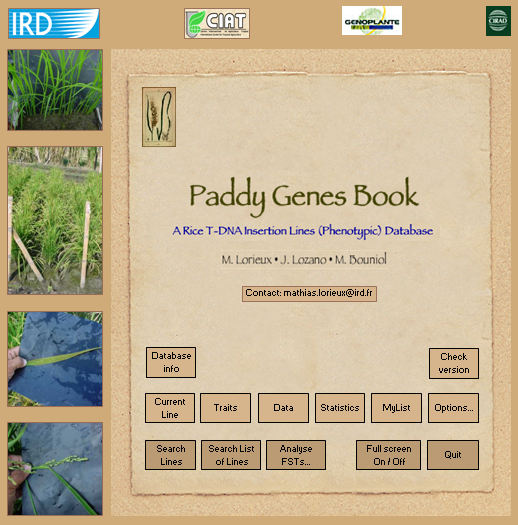 IRD
CIAT
GENOPLANTE
CIRAD
Paddy Genes Book
A Rice T-DNA Insertion Lines (Phenotypic) Database
M. Lorieux • J. Lozano • M. Bouniol
Contact: mathias.lorieux@ird.fr
Database
info
Check
version
Current
Line
Traits
Data
Statistics
MyList
Options...
Search
Lines
Search List
of Lines
Analyse
FSTs...
Full screen
On / Off
Quit